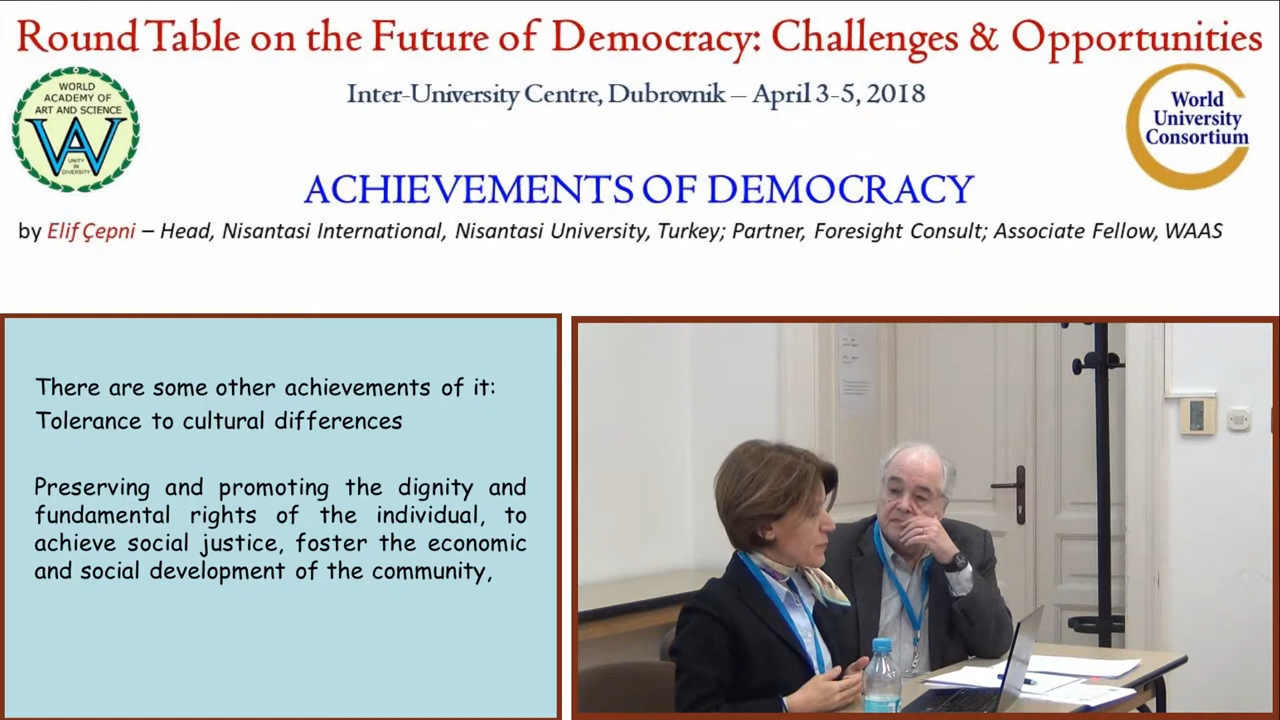 Round Table on the Future of Democracy: Challenges & Opportunities
Inter-University Centre, Dubrovnik – April 3-5, 2018
WORLD
ACADEMY OF
ART AND SCIENCE
W
UNITY
IN
DIVERSITY
World
University
Consortium
ACHIEVEMENTS OF DEMOCRACY
by Elif Çepni – Head, Nisantasi International, Nisantasi University, Turkey; Partner, Foresight Consult; Associate Fellow, WAAS
There are some other achievements of it:
Tolerance to cultural differences
Preserving and promoting the dignity and
fundamental rights of the individual, to
achieve social justice, foster the economic
and social development of the community,